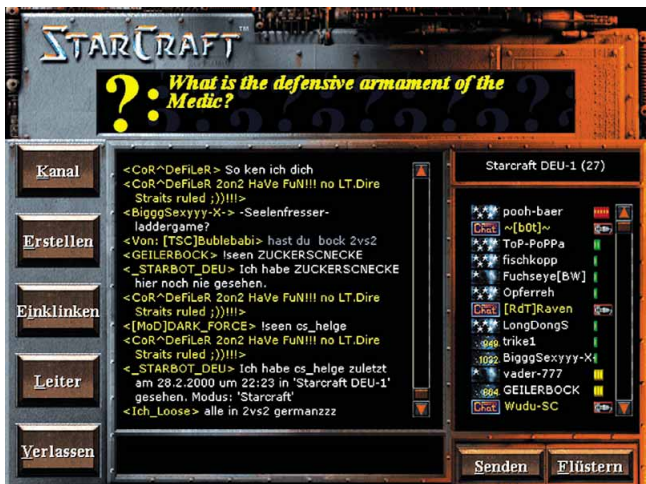 STARCRAFT™
?: What is the defensive armament of the
Medic?
Kanal
Erstellen
Einklinken
Leiter
Verlassen
<CoR^DeFiLeR> So ken ich dich
<CoR^DeFiLeR 2on2 HaVe FuN!!! no LT.Dire
Straits ruled ;))!!!>
<BigggSexyyy-X-> -Seelenfresser-
laddergame?
<Von: [TSC]Bublebabi> hast du bock 2vs2
<GEILERBOCK> !seen ZUCKERSCNECKE
<_STARBOT_DEU> Ich habe ZUCKERSCNECKE
hier noch nie gesehen.
<CoR^DeFiLeR 2on2 HaVe FuN!!! no LT.Dire
Straits ruled ;))!!!>
<[MoD]DARK_FORCE> !seen cs_helge
<CoR^DeFiLeR 2on2 HaVe FuN!!! no LT.Dire
Straits ruled ;))!!!>
<_STARBOT_DEU> Ich habe cs_helge zuletzt
am 28.2.2000 um 22:23 in 'Starcraft DEU-1'
gesehen. Modus: 'Starcraft'
<Ich_Loose> alle in 2vs2 germanzzz
Starcraft DEU-1 (27)
pooh-baer
Chat ~[b0t]~
ToP-PoPPa
fischkopp
Fuchseye[BW]
Opferreh
Chat [RdT]Raven
LongDongS
949 trike1
1092 BigggSexyyy-X-
vader-777
864 GEILERBOCK
Chat Wudu-SC
Senden
Flüstern